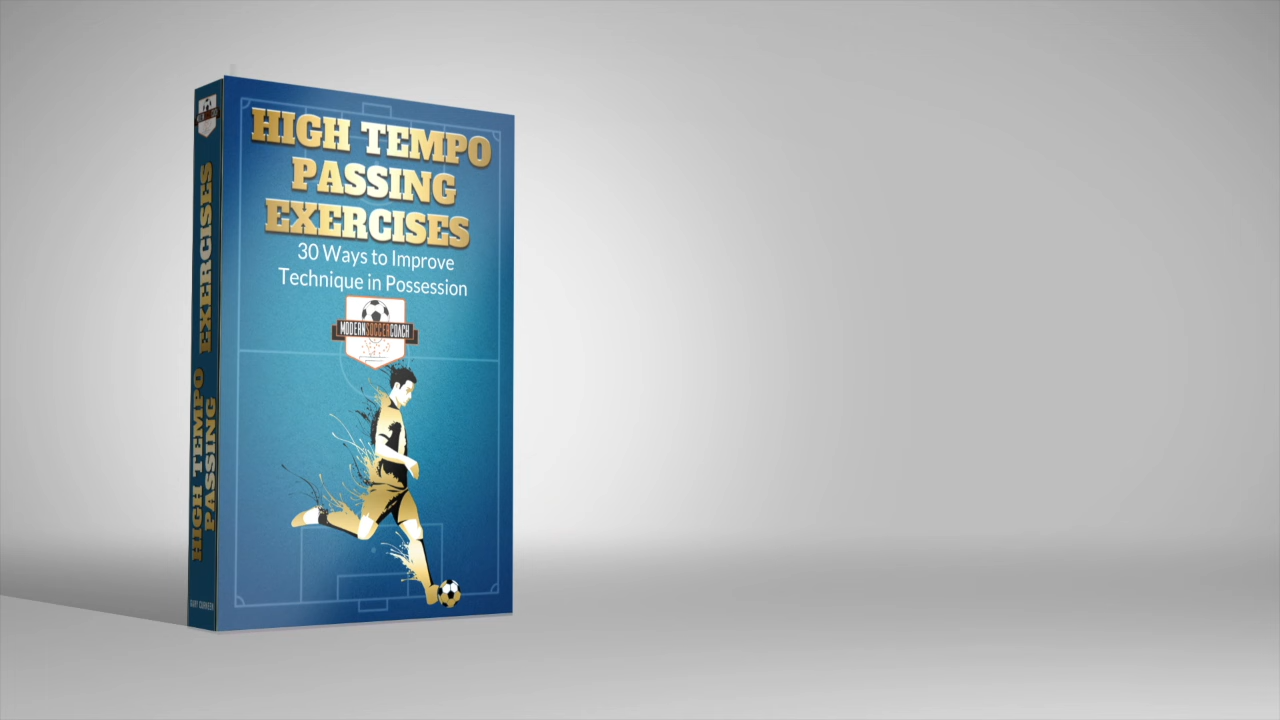 HIGH TEMPO
PASSING
EXERCISES
30 Ways to Improve
Technique in Possession
MODERNSOCCERCOACH
HIGH TEMPO
PASSING
EXERCISES